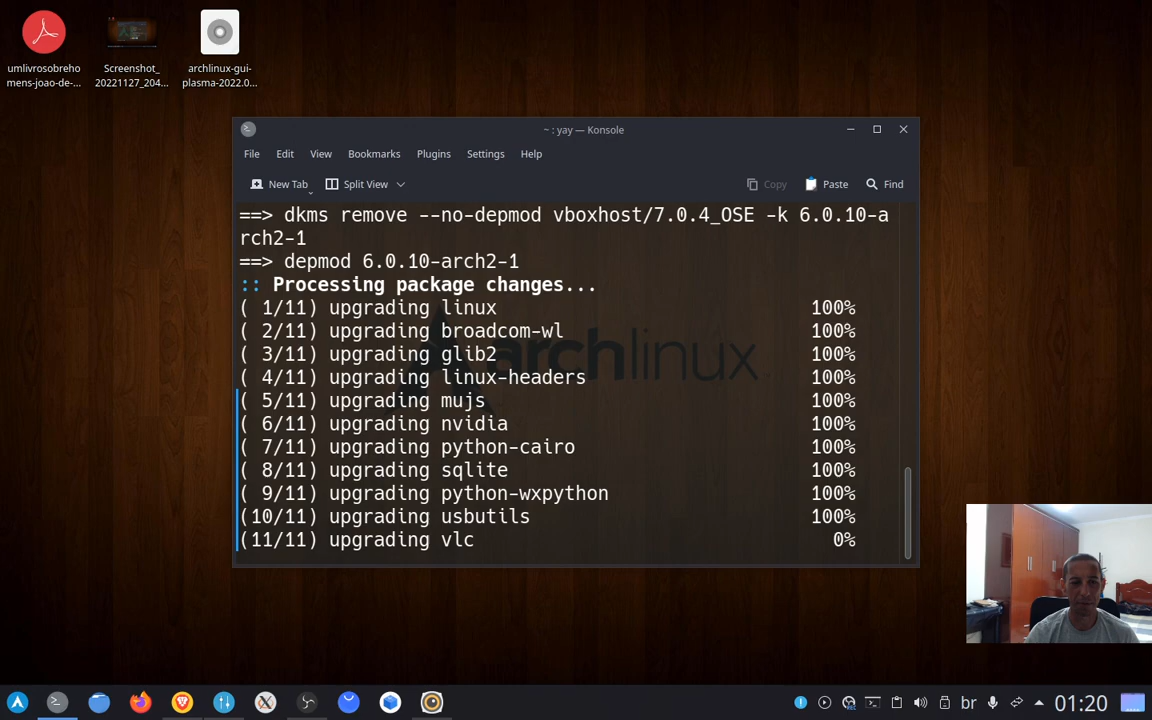 umlivrosobreho
mens-joao-de-...
Screenshot_
20221127_204...
archlinux-gui-
plasma-2022.0...
~ : yay — Konsole
File Edit View Bookmarks Plugins Settings Help
New Tab Split View Copy Paste Find
==> dkms remove --no-depmod vboxhost/7.0.4_OSE -k 6.0.10-a
rch2-1
==> depmod 6.0.10-arch2-1
:: Processing package changes...
( 1/11) upgrading linux 100%
( 2/11) upgrading broadcom-wl 100%
( 3/11) upgrading glib2 100%
( 4/11) upgrading linux-headers 100%
( 5/11) upgrading mujs 100%
( 6/11) upgrading nvidia 100%
( 7/11) upgrading python-cairo 100%
( 8/11) upgrading sqlite 100%
( 9/11) upgrading python-wxpython 100%
(10/11) upgrading usbutils 100%
(11/11) upgrading vlc 0%
archlinux
br 01:20